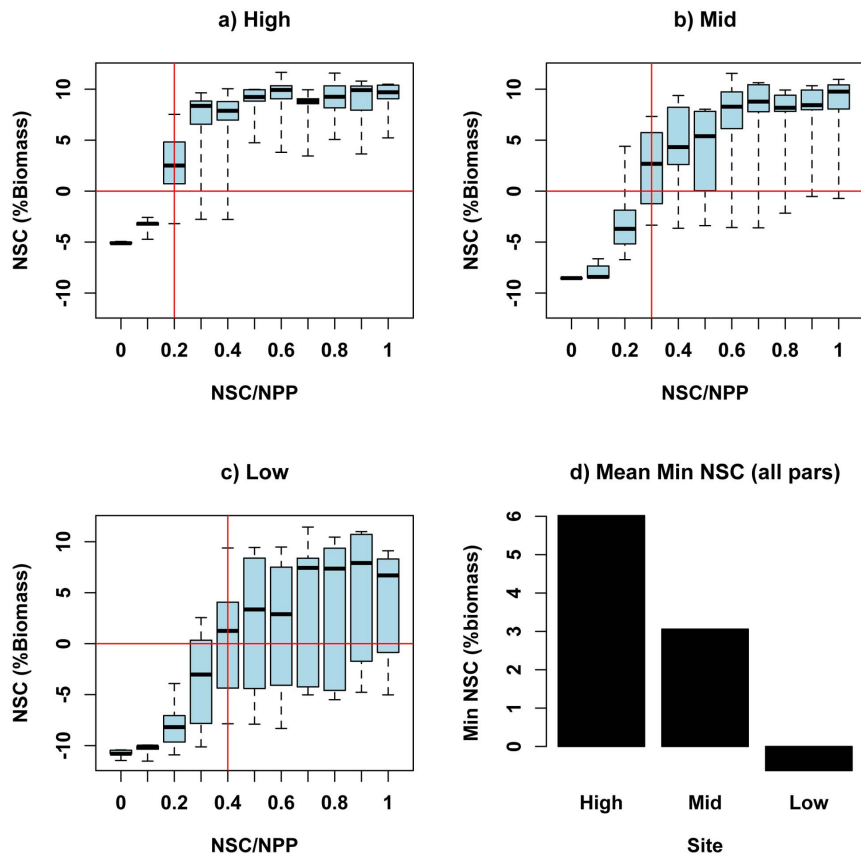 a) High
NSC (%Biomass)
10
5
0
-5
-10
0 0.2 0.4 0.6 0.8 1
NSC/NPP
b) Mid
NSC (%Biomass)
10
5
0
-5
-10
0 0.2 0.4 0.6 0.8 1
NSC/NPP
c) Low
NSC (%Biomass)
10
5
0
-5
-10
0 0.2 0.4 0.6 0.8 1
NSC/NPP
d) Mean Min NSC (all pars)
Min NSC (%biomass)
6
5
4
3
2
1
0
High Mid Low
Site